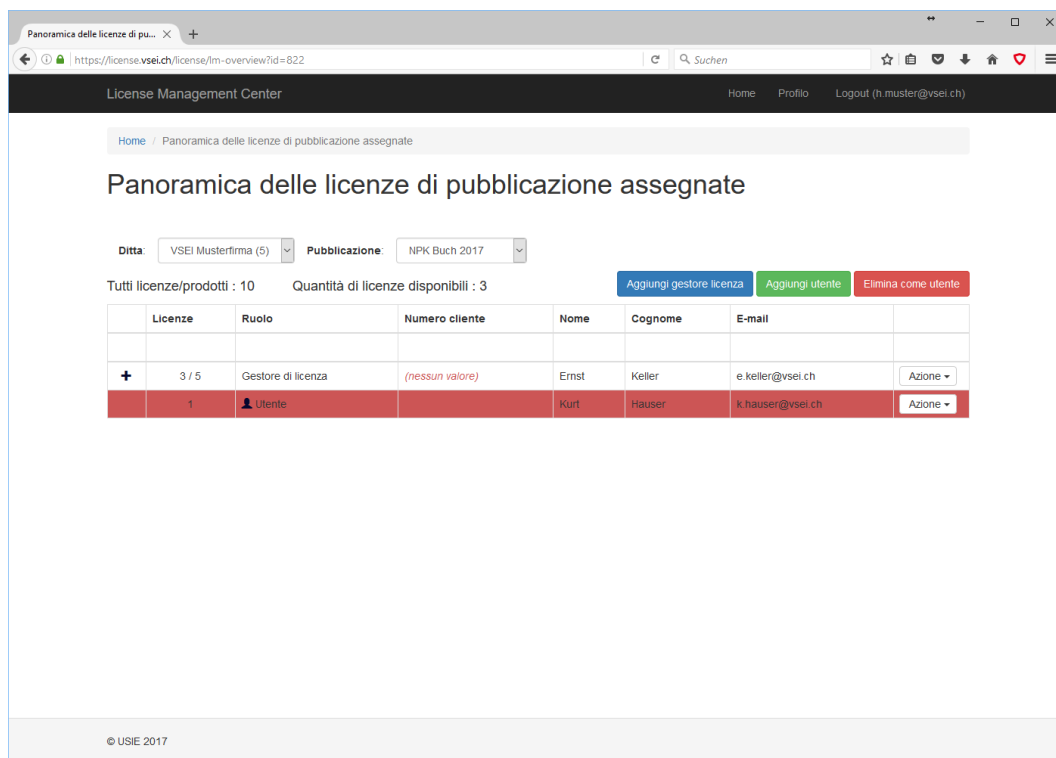 Panoramica delle licenze di pu...
https://license.vsei.ch/license/lm-overview?id=822
Suchen
License Management Center
Home Profilo Logout (h.muster@vsei.ch)
Home / Panoramica delle licenze di pubblicazione assegnate
Panoramica delle licenze di pubblicazione assegnate
Ditta: VSEI Musterfirma (5) Pubblicazione: NPK Buch 2017
Tutti licenze/prodotti : 10 Quantità di licenze disponibili : 3 Aggiungi gestore licenza Aggiungi utente Elimina come utente
Licenze Ruolo Numero cliente Nome Cognome E-mail
3 / 5 Gestore di licenza (nessun valore) Ernst Keller e.keller@vsei.ch Azione
1 Utente Kurt Hauser k.hauser@vsei.ch Azione
© USIE 2017